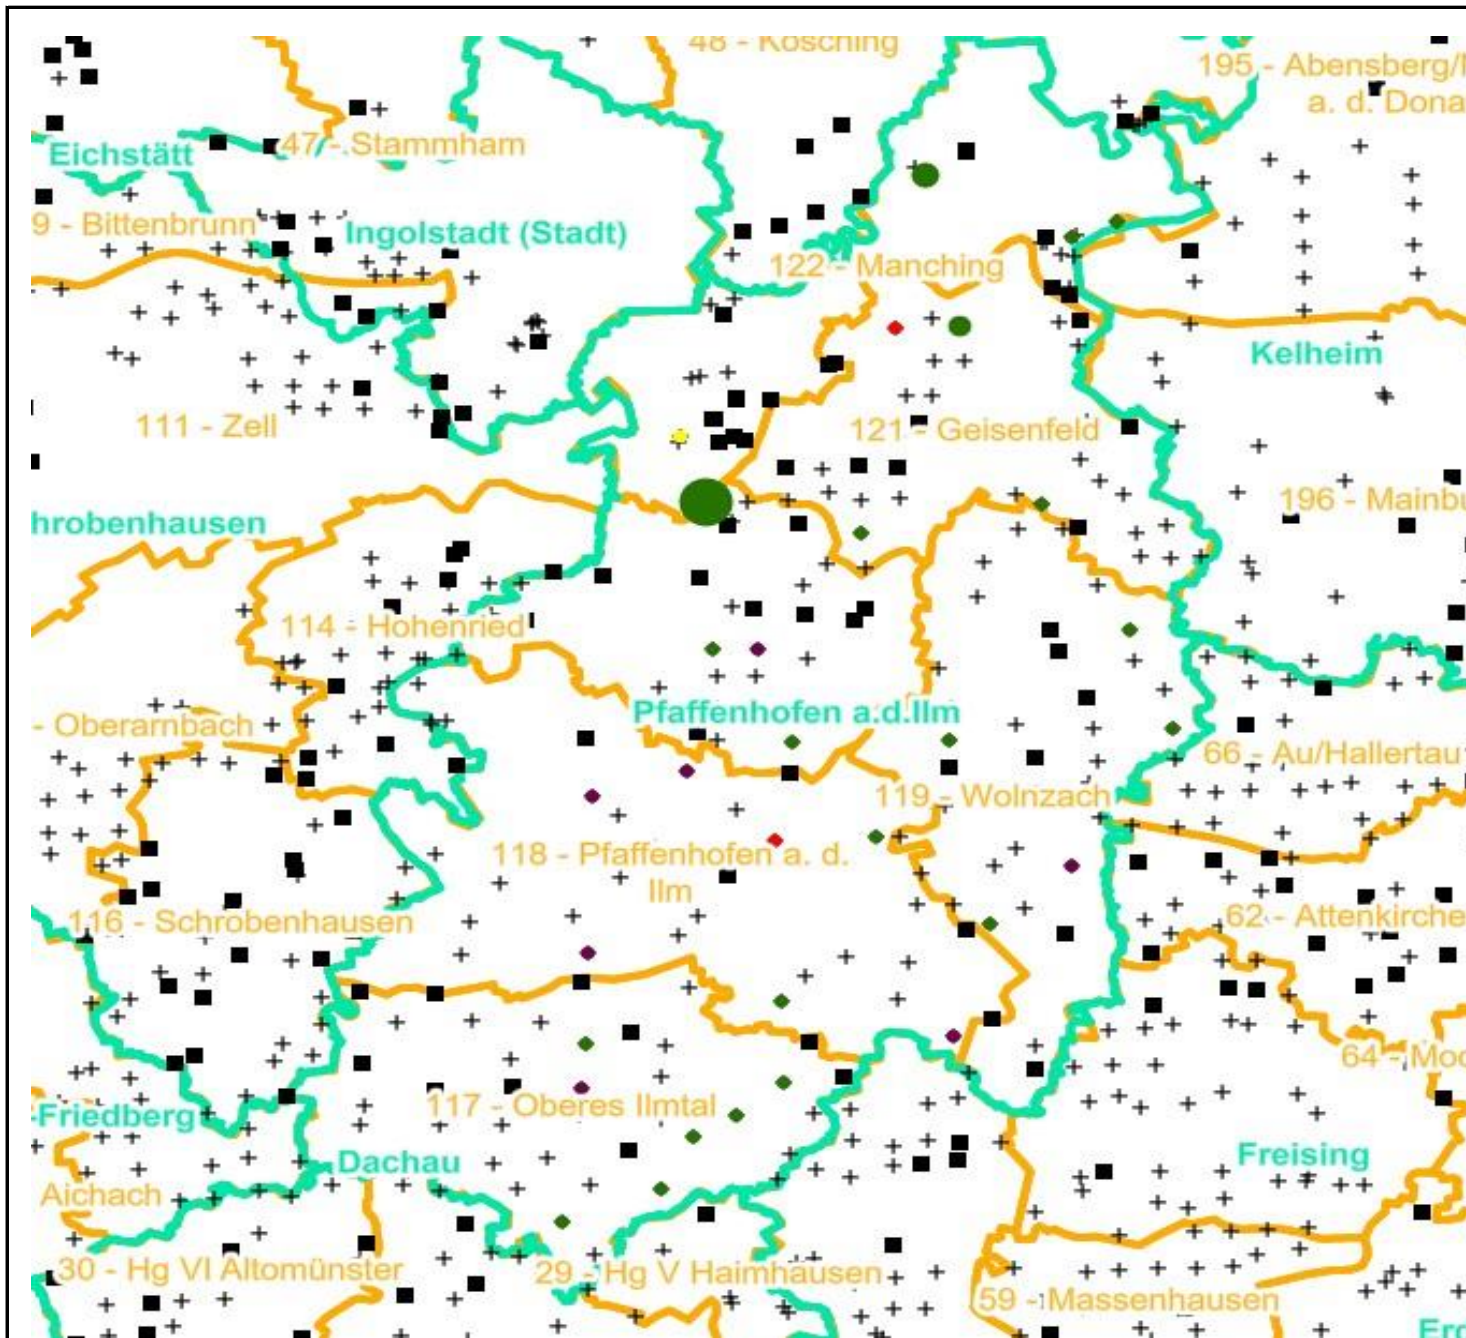 48 - Kösching
195 - Abensberg/
a. d. Dona
47 - Stammham
Eichstätt
9 - Bittenbrunn
Ingolstadt (Stadt)
122 - Manching
Kelheim
111 - Zell
121 - Geisenfeld
196 - Mainbu
hrobenhausen
114 - Hohenried
Pfaffenhofen a.d.Ilm
- Oberarnbach
66 - Au/Hallertau
119 - Wolnzach
118 - Pfaffenhofen a. d.
Ilm
116 - Schrobenhausen
62 - Attenkirche
64 - Moo
117 - Oberes Ilmtal
Friedberg
Dachau
Freising
Aichach
30 - Hg VI Altomünster
29 - Hg V Haimhausen
59 - Massenhausen
Erd